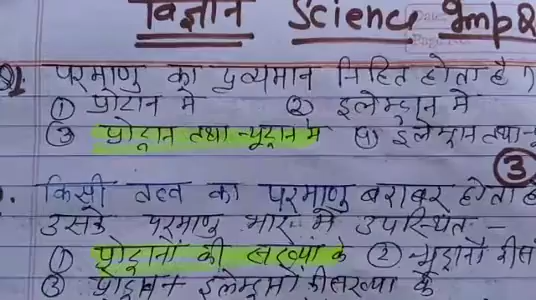 विज्ञान Science Imp Q
Q1 परमाणु का द्रव्यमान निहित होता है ?
① प्रोटान में ② इलेक्ट्रान में
③ प्रोट्रान तथा न्यूट्रान में ④ इलेक्ट्रान तथा
③
किसी तत्व का परमाणु बराबर होता है
उसके परमाणु भार में उपस्थित -
① प्रोट्रानों की संख्या के ② न्यूट्रानों की सं
③ प्रोट्रान + इलेक्ट्रानों की संख्या के